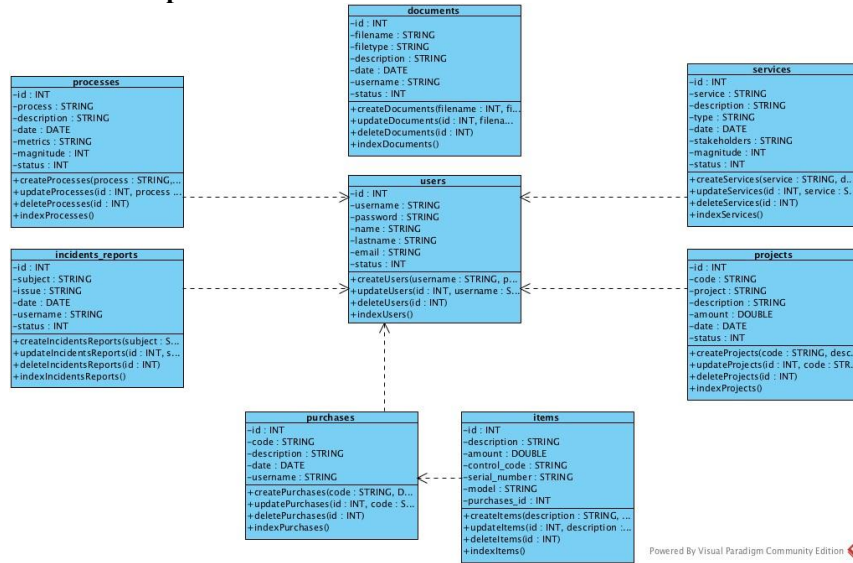 documents
-id : INT
-filename : STRING
-filetype : STRING
-description : STRING
-date : DATE
-username : STRING
-status : INT
+createDocuments(filename : INT, fi...
+updateDocuments(id : INT, filena...
+deleteDocuments(id : INT)
+indexDocuments()
processes
-id : INT
-process : STRING
-description : STRING
-date : DATE
-metrics : STRING
-magnitude : INT
-status : INT
+createProcesses(process : STRING,...
+updateProcesses(id : INT, process ...
+deleteProcesses(id : INT)
+indexProcesses()
services
-id : INT
-service : STRING
-description : STRING
-type : STRING
-date : DATE
-stakeholders : STRING
-magnitude : INT
-status : INT
+createServices(service : STRING, d...
+updateServices(id : INT, service : S...
+deleteServices(id : INT)
+indexServices()
users
-id : INT
-username : STRING
-password : STRING
-name : STRING
-lastname : STRING
-email : STRING
-status : INT
+createUsers(username : STRING, p...
+updateUsers(id : INT, username : S...
+deleteUsers(id : INT)
+indexUsers()
incidents_reports
-id : INT
-subject : STRING
-issue : STRING
-date : DATE
-username : STRING
-status : INT
+createIncidentsReports(subject : S...
+updateIncidentsReports(id : INT, s...
+deleteIncidentsReports(id : INT)
+indexIncidentsReports()
projects
-id : INT
-code : STRING
-project : STRING
-description : STRING
-amount : DOUBLE
-date : DATE
-status : INT
+createProjects(code : STRING, desc...
+updateProjects(id : INT, code : STR...
+deleteProjects(id : INT)
+indexProjects()
purchases
-id : INT
-code : STRING
-description : STRING
-date : DATE
-username : STRING
+createPurchases(code : STRING, D...
+updatePurchases(id : INT, code : S...
+deletePurchases(id : INT)
+indexPurchases()
items
-id : INT
-description : STRING
-amount : DOUBLE
-control_code : STRING
-serial_number : STRING
-model : STRING
-purchases_id : INT
+createItems(description : STRING, ...
+updateItems(id : INT, description :...
+deleteItems(id : INT)
+indexItems()
Powered By Visual Paradigm Community Edition